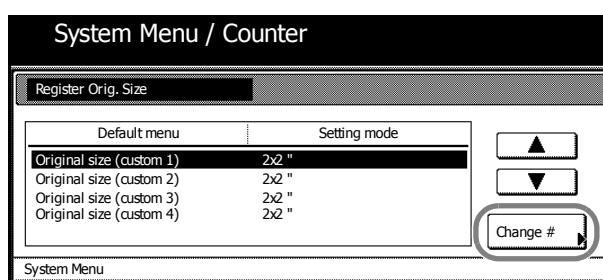 System Menu / Counter
Register Orig. Size
Default menu Setting mode
Original size (custom 1) 2x2 "
Original size (custom 2) 2x2 "
Original size (custom 3) 2x2 "
Original size (custom 4) 2x2 "
Change #
System Menu